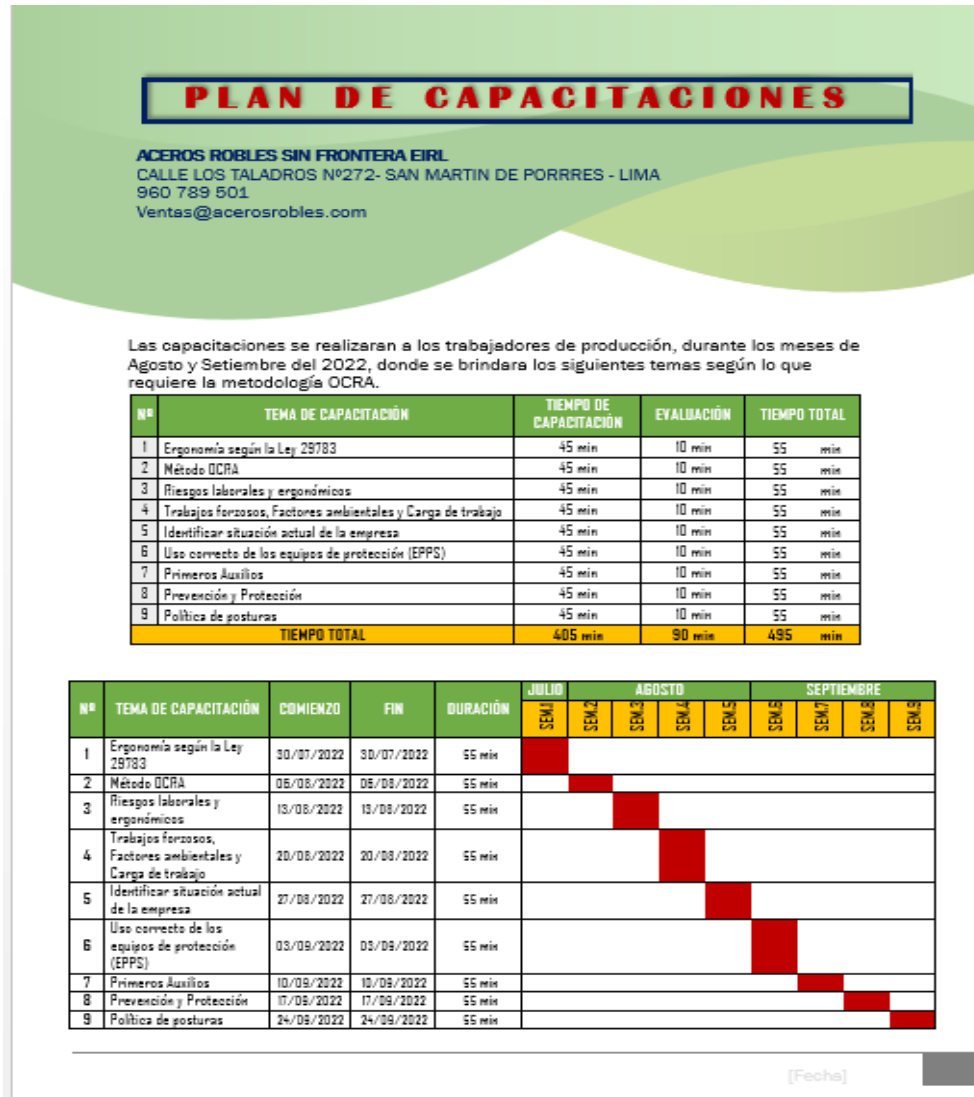 PLAN DE CAPACITACIONES
ACEROS ROBLES SIN FRONTERA EIRL
CALLE LOS TALADROS Nº272- SAN MARTIN DE PORRRES - LIMA
960 789 501
Ventas@acerosrobles.com
Las capacitaciones se realizaran a los trabajadores de producción, durante los meses de
Agosto y Setiembre del 2022, donde se brindara los siguientes temas según lo que
requiere la metodología OCRA.
Nº TEMA DE CAPACITACIÓN TIEMPO DE CAPACITACIÓN EVALUACIÓN TIEMPO TOTAL
1 Ergonomía según la Ley 29783 45 min 10 min 55 min
2 Método OCRA 45 min 10 min 55 min
3 Riesgos laborales y ergonómicos 45 min 10 min 55 min
4 Trabajos forzosos, Factores ambientales y Carga de trabajo 45 min 10 min 55 min
5 Identificar situación actual de la empresa 45 min 10 min 55 min
6 Uso correcto de los equipos de protección (EPPS) 45 min 10 min 55 min
7 Primeros Auxilios 45 min 10 min 55 min
8 Prevención y Protección 45 min 10 min 55 min
9 Política de posturas 45 min 10 min 55 min
TIEMPO TOTAL 405 min 90 min 495 min
JULIO AGOSTO SEPTIEMBRE
Nº TEMA DE CAPACITACIÓN COMIENZO FIN DURACIÓN SEM.1 SEM.2 SEM.3 SEM.4 SEM.5 SEM.6 SEM.7 SEM.8 SEM.9
1 Ergonomía según la Ley
29783 30/07/2022 30/07/2022 55 min
2 Método OCRA 06/08/2022 06/08/2022 55 min
3 Riesgos laborales y
ergonómicos 13/08/2022 13/08/2022 55 min
4 Trabajos forzosos,
Factores ambientales y
Carga de trabajo 20/08/2022 20/08/2022 55 min
5 Identificar situación actual
de la empresa 27/08/2022 27/08/2022 55 min
6 Uso correcto de los
equipos de protección
(EPPS) 03/09/2022 03/09/2022 55 min
7 Primeros Auxilios 10/09/2022 10/09/2022 55 min
8 Prevención y Protección 17/09/2022 17/09/2022 55 min
9 Política de posturas 24/09/2022 24/09/2022 55 min
[Fecha]